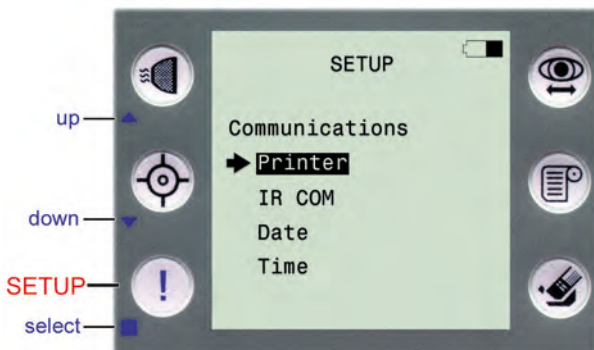 SETUP
up
Communications
Printer
IR COM
down
Date
Time
SETUP
!
select